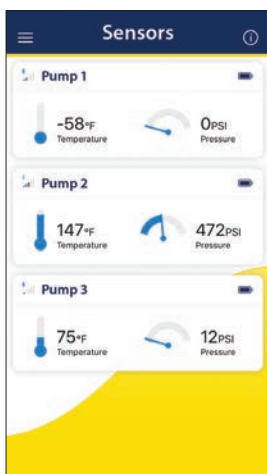 Sensors
Pump 1
-58°F
Temperature
0PSI
Pressure
Pump 2
147°F
Temperature
472PSI
Pressure
Pump 3
75°F
Temperature
12PSI
Pressure